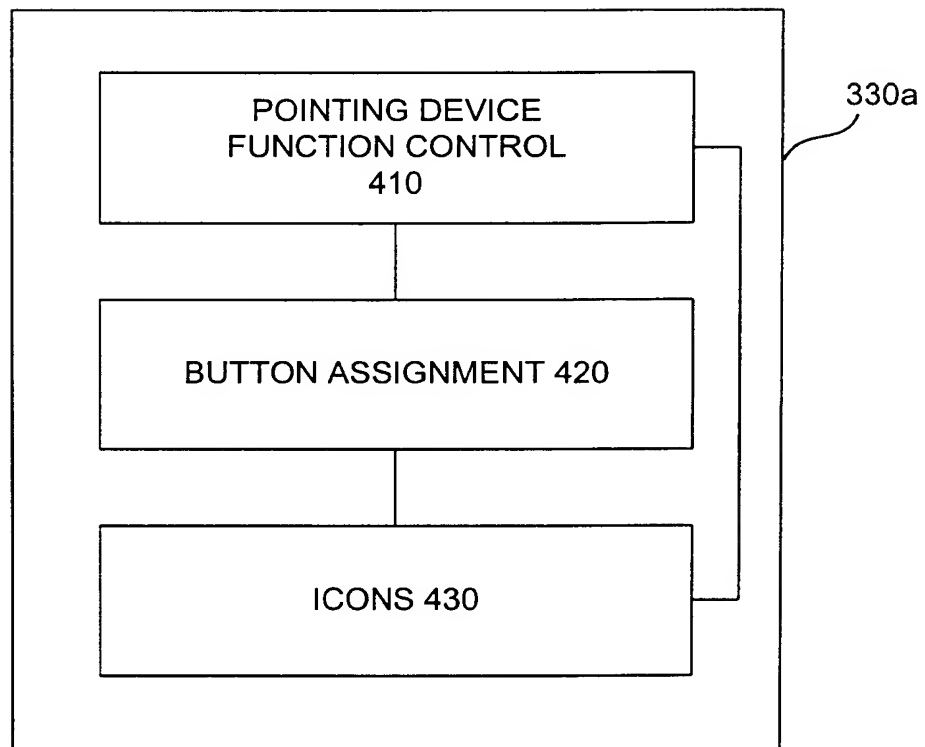 POINTING DEVICE
FUNCTION CONTROL
410
330a
BUTTON ASSIGNMENT 420
ICONS 430